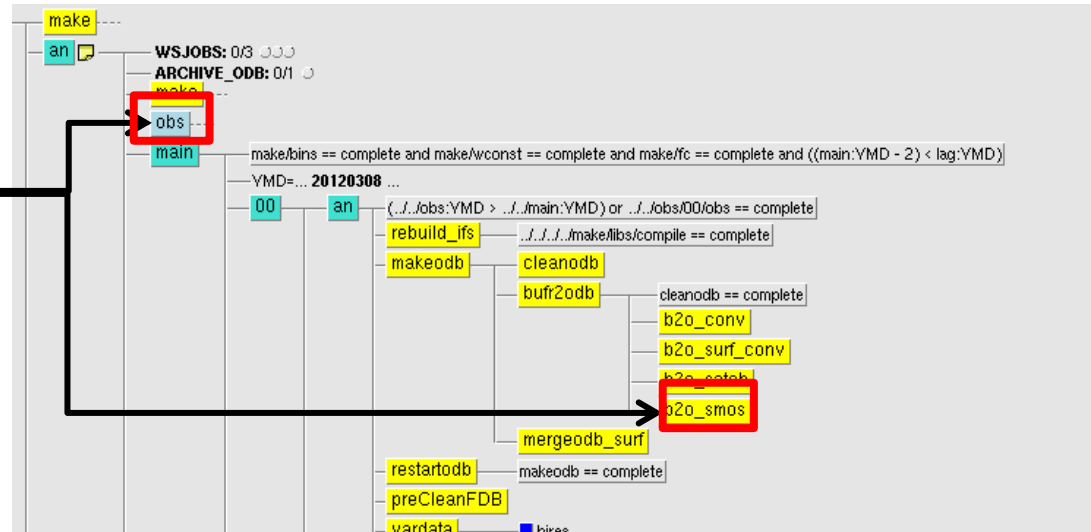 make
an WSJOBS: 0/3
ARCHIVE_ODB: 0/1
make
obs
main make/bins == complete and make/wconst == complete and make/fc == complete and ((main:YMD - 2) < lag:YMD)
YMD=... 20120308 ...
00 an (../../obs:YMD > ../../main:YMD) or ../../obs/00/obs == complete
rebuild_ifs ../../../../make/libs/compile == complete
makeodb cleanodb
bufr2odb cleanodb == complete
b2o_conv
b2o_surf_conv
b2o_smos
mergeodb_surf
restartodb makeodb == complete
preCleanFDB
vardata hires